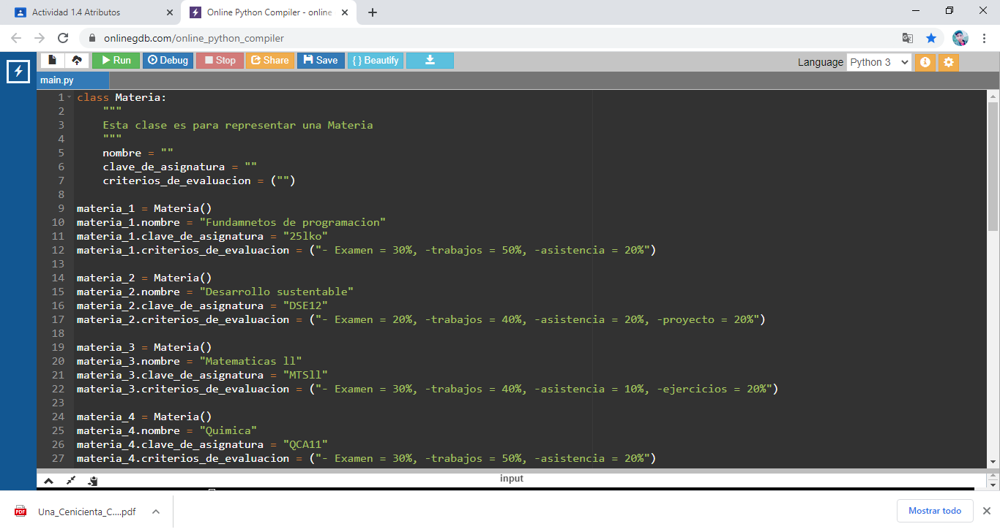 Actividad 1.4 Atributos
Online Python Compiler - online
onlinegdb.com/online_python_compiler
Run Debug Stop Share Save { } Beautify
Language Python 3
main.py
1 class Materia:
2 """
3 Esta clase es para representar una Materia
4 """
5 nombre = ""
6 clave_de_asignatura = ""
7 criterios_de_evaluacion = ("")
8
9 materia_1 = Materia()
10 materia_1.nombre = "Fundamnetos de programacion"
11 materia_1.clave_de_asignatura = "25lko"
12 materia_1.criterios_de_evaluacion = ("- Examen = 30%, -trabajos = 50%, -asistencia = 20%")
13
14 materia_2 = Materia()
15 materia_2.nombre = "Desarrollo sustentable"
16 materia_2.clave_de_asignatura = "DSE12"
17 materia_2.criterios_de_evaluacion = ("- Examen = 20%, -trabajos = 40%, -asistencia = 20%, -proyecto = 20%")
18
19 materia_3 = Materia()
20 materia_3.nombre = "Matematicas ll"
21 materia_3.clave_de_asignatura = "MTSll"
22 materia_3.criterios_de_evaluacion = ("- Examen = 30%, -trabajos = 40%, -asistencia = 10%, -ejercicios = 20%")
23
24 materia_4 = Materia()
25 materia_4.nombre = "Quimica"
26 materia_4.clave_de_asignatura = "QCA11"
27 materia_4.criterios_de_evaluacion = ("- Examen = 30%, -trabajos = 50%, -asistencia = 20%")
input
PDF Una_Cenicienta_C....pdf
Mostrar todo